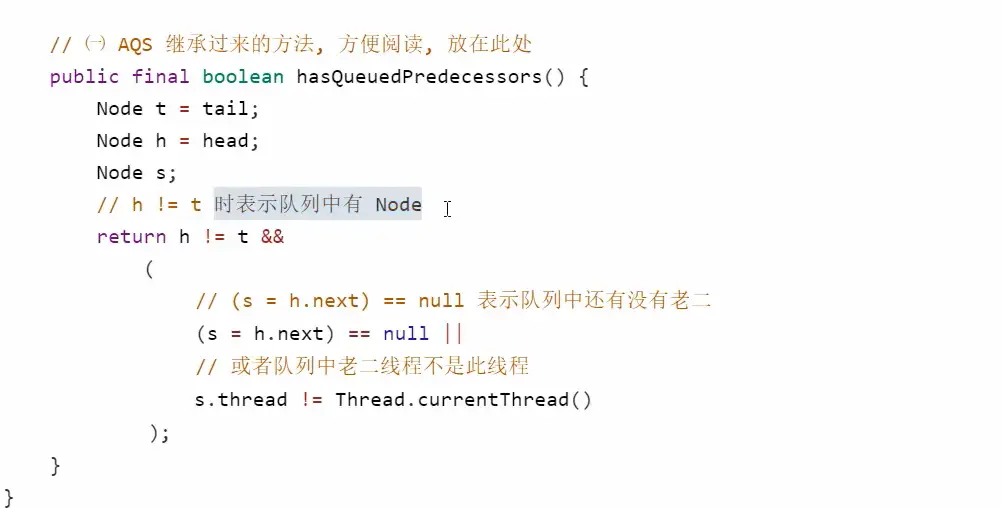 // ㈠ AQS 继承过来的方法, 方便阅读, 放在此处
public final boolean hasQueuedPredecessors() {
Node t = tail;
Node h = head;
Node s;
// h != t 时表示队列中有 Node
return h != t &&
(
// (s = h.next) == null 表示队列中还有没有老二
(s = h.next) == null ||
// 或者队列中老二线程不是此线程
s.thread != Thread.currentThread()
);
}
}